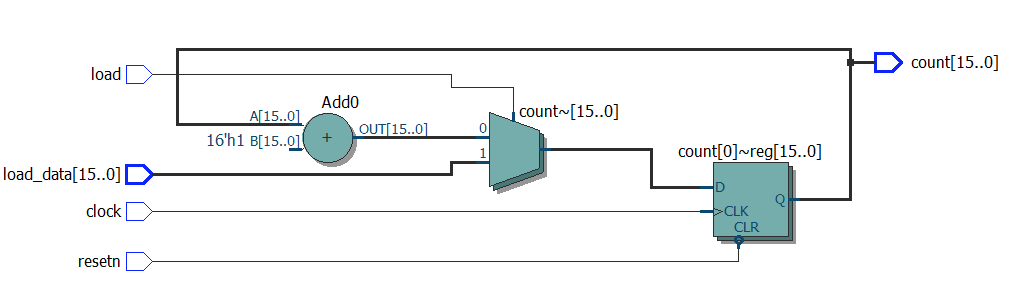 load
Add0
count[15..0]
A[15..0]
count~[15..0]
+
OUT[15..0]
0
16'h1 B[15..0]
1
count[0]~reg[15..0]
load_data[15..0]
D
Q
clock
CLK
CLR
resetn